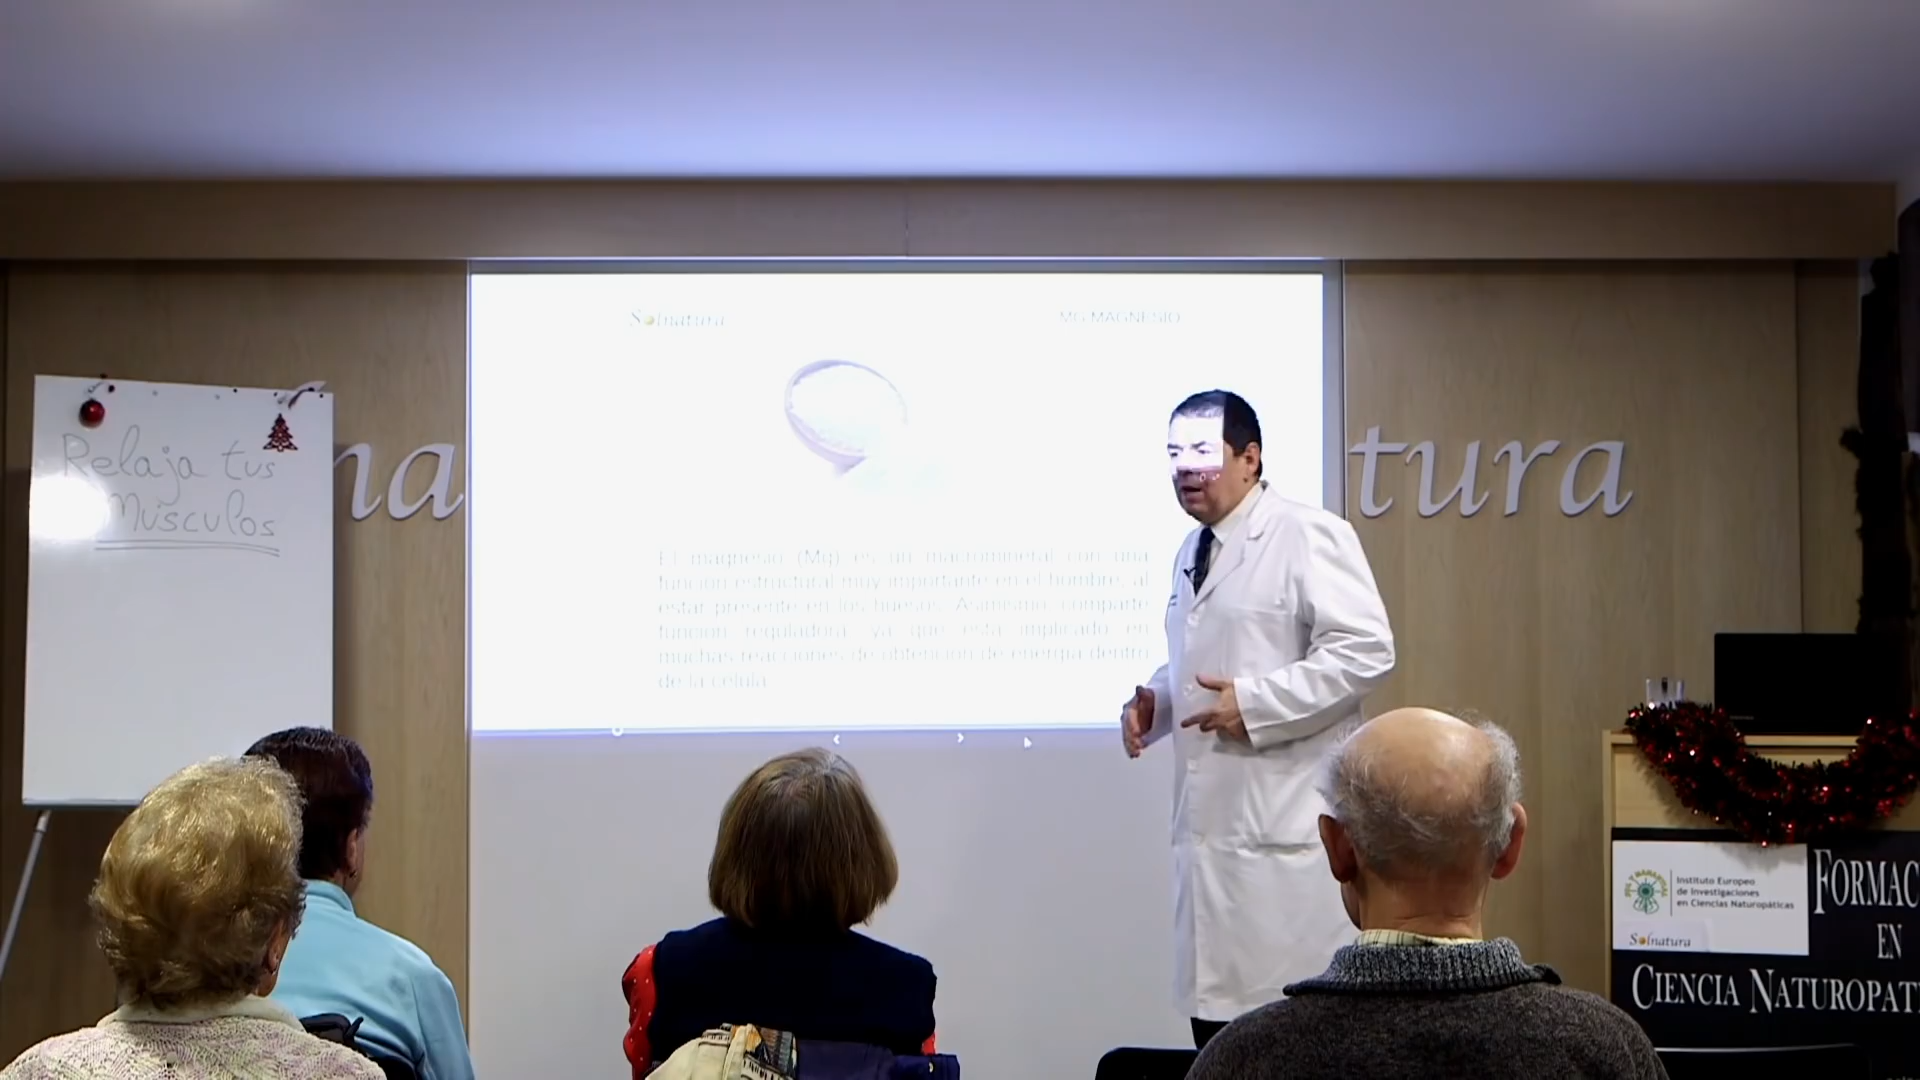 Solnatura
MG MAGNESIO
Relaja tus
Músculos
na
tura
El magnesio (Mg) es un macromineral con una
función estructural muy importante en el hombre, al
estar presente en los huesos. Asimismo, comparte
función reguladora, ya que está implicado en
muchas reacciones de obtención de energía dentro
de la célula.
Instituto Europeo
de Investigaciones
en Ciencias Naturopáticas
Solnatura
FORMAC
EN
CIENCIA NATUROPAT